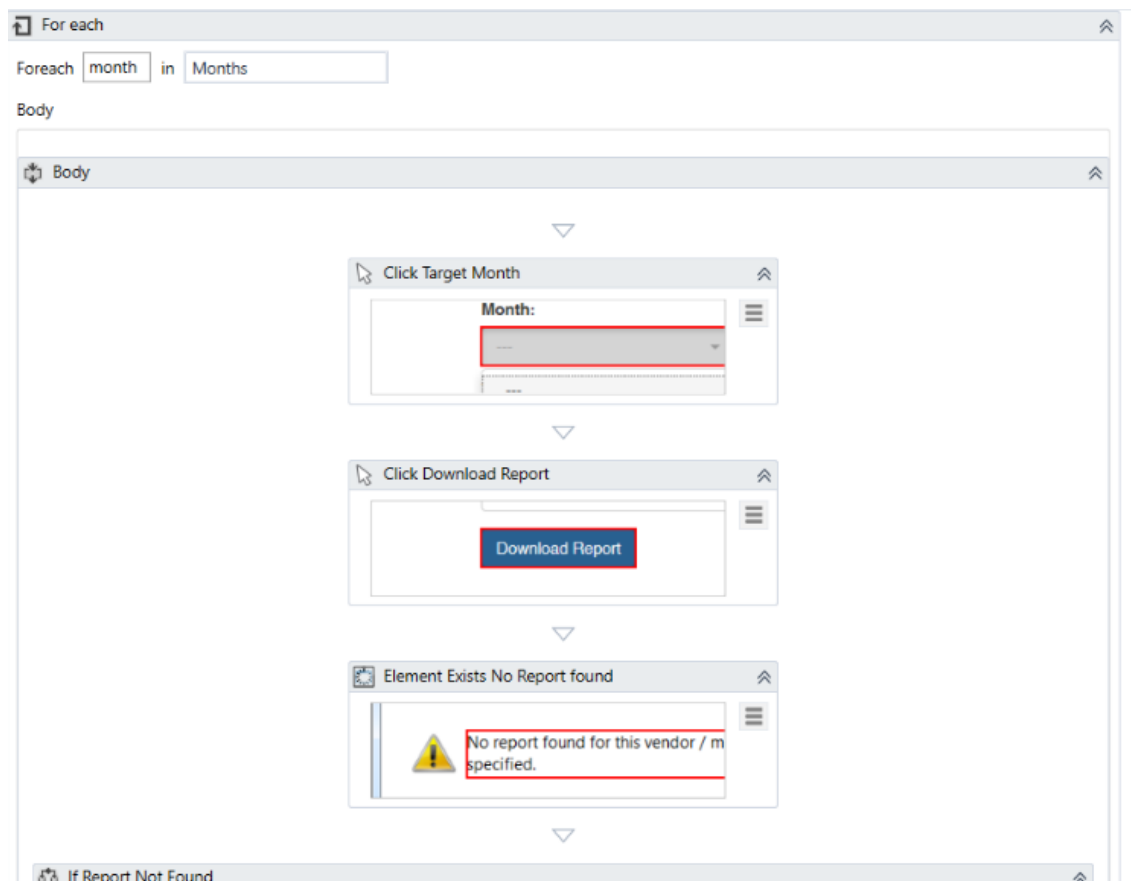 For each
Foreach month in Months
Body
Body
Click Target Month
Month:
---
---
Click Download Report
Download Report
Element Exists No Report found
No report found for this vendor / m
specified.
If Report Not Found